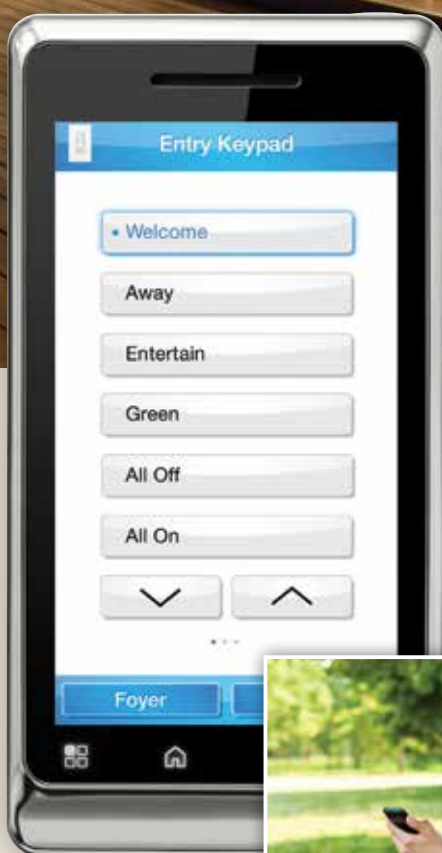 Entry Keypad
• Welcome
Away
Entertain
Green
All Off
All On
Foyer